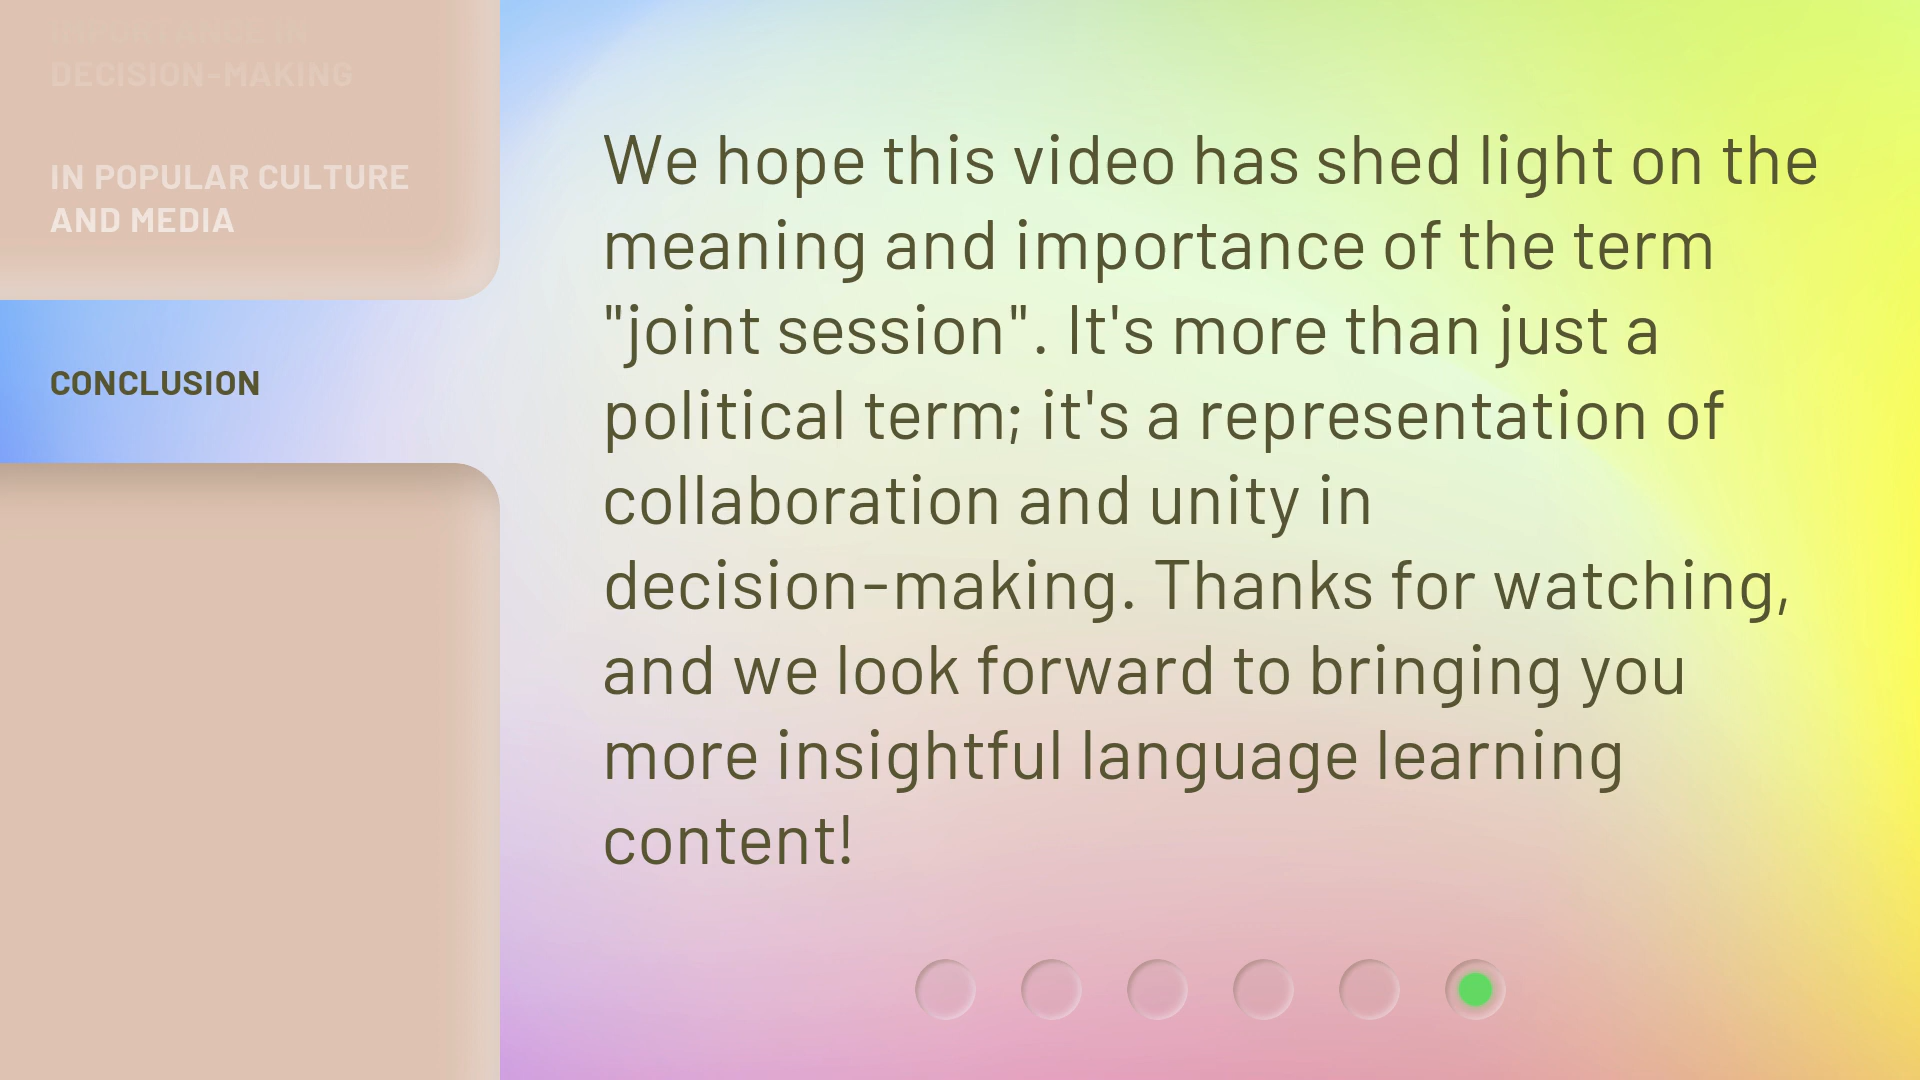 IMPORTANCE IN
DECISION-MAKING
IN POPULAR CULTURE
AND MEDIA
CONCLUSION
We hope this video has shed light on the
meaning and importance of the term
"joint session". It's more than just a
political term; it's a representation of
collaboration and unity in
decision-making. Thanks for watching,
and we look forward to bringing you
more insightful language learning
content!